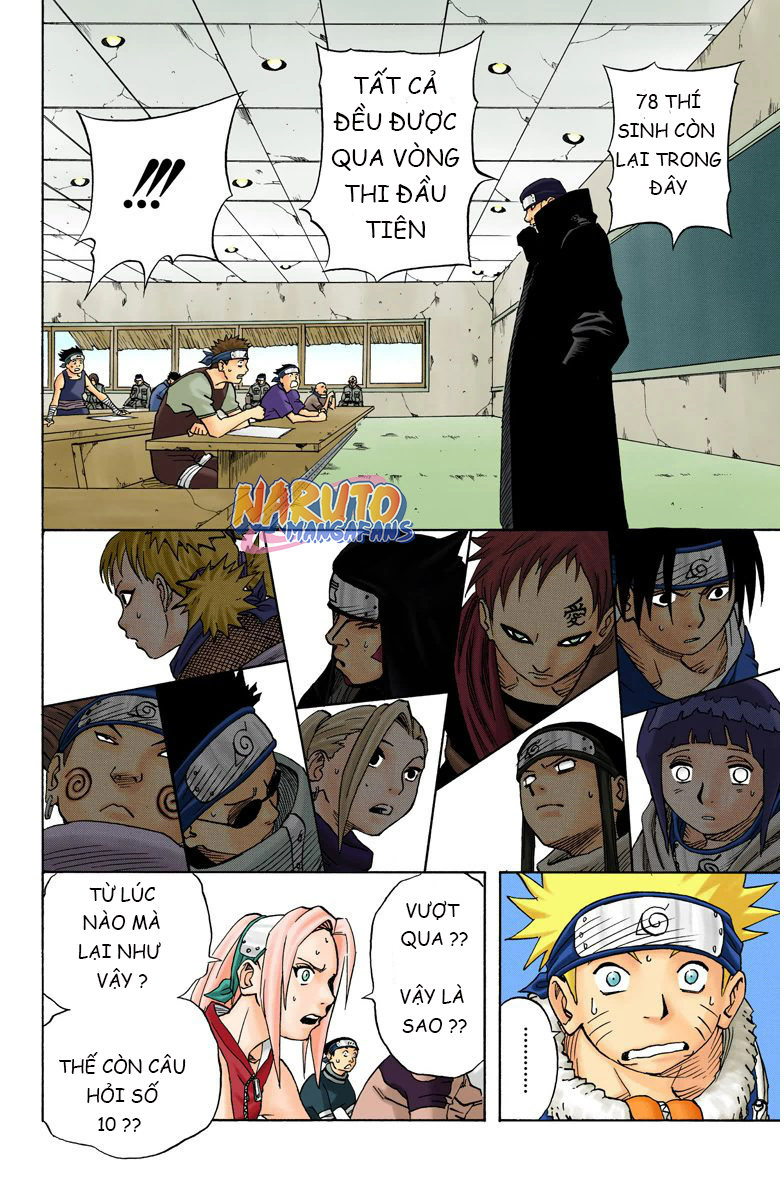 78 THÍ
SINH CÒN
LẠI TRONG
ĐÂY
TẤT CẢ
ĐỀU ĐƯỢC
QUA VÒNG
THI ĐẦU
TIÊN
!!!
NARUTO
MANGAFANS
愛
..........
VƯỢT
QUA ??
VẬY LÀ
SAO ??
TỪ LÚC
NÀO MÀ
LẠI NHƯ
VẬY ?
THẾ CÒN CÂU
HỎI SỐ
10 ??